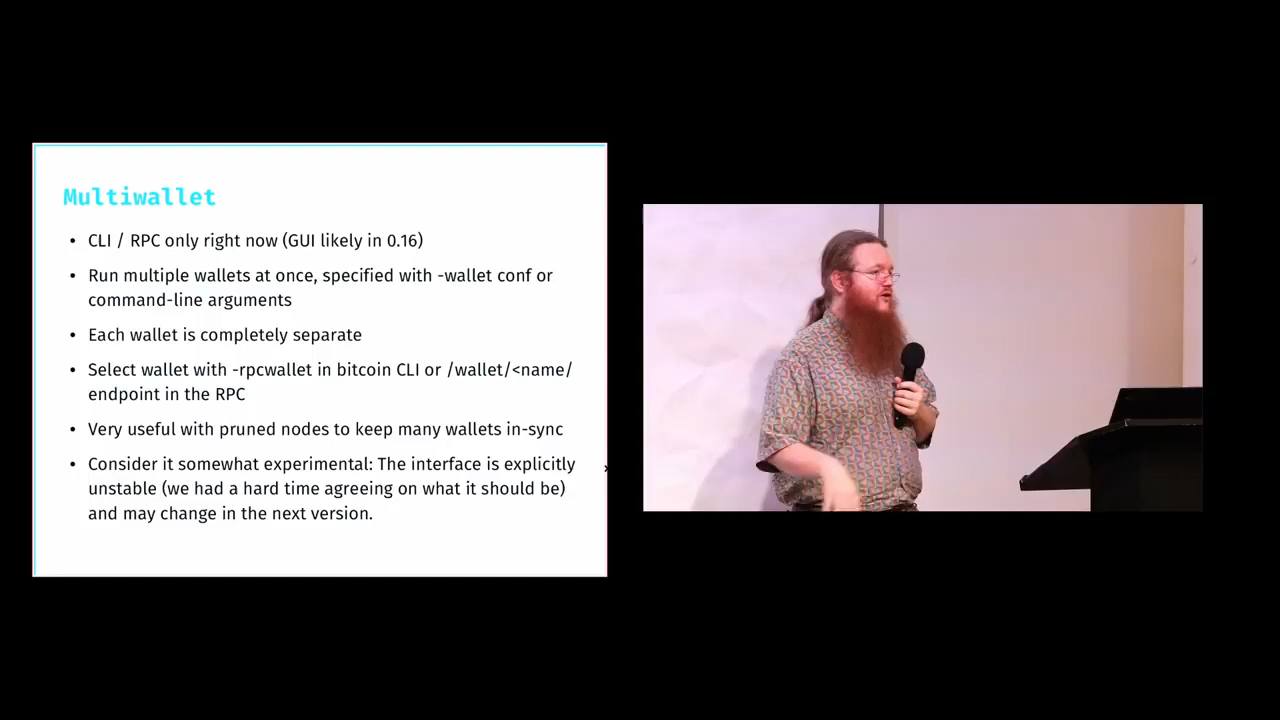 Multiwallet
• CLI / RPC only right now (GUI likely in 0.16)
• Run multiple wallets at once, specified with -wallet conf or
command-line arguments
• Each wallet is completely separate
• Select wallet with -rpcwallet in bitcoin CLI or /wallet/<name/
endpoint in the RPC
• Very useful with pruned nodes to keep many wallets in-sync
• Consider it somewhat experimental: The interface is explicitly
unstable (we had a hard time agreeing on what it should be)
and may change in the next version.